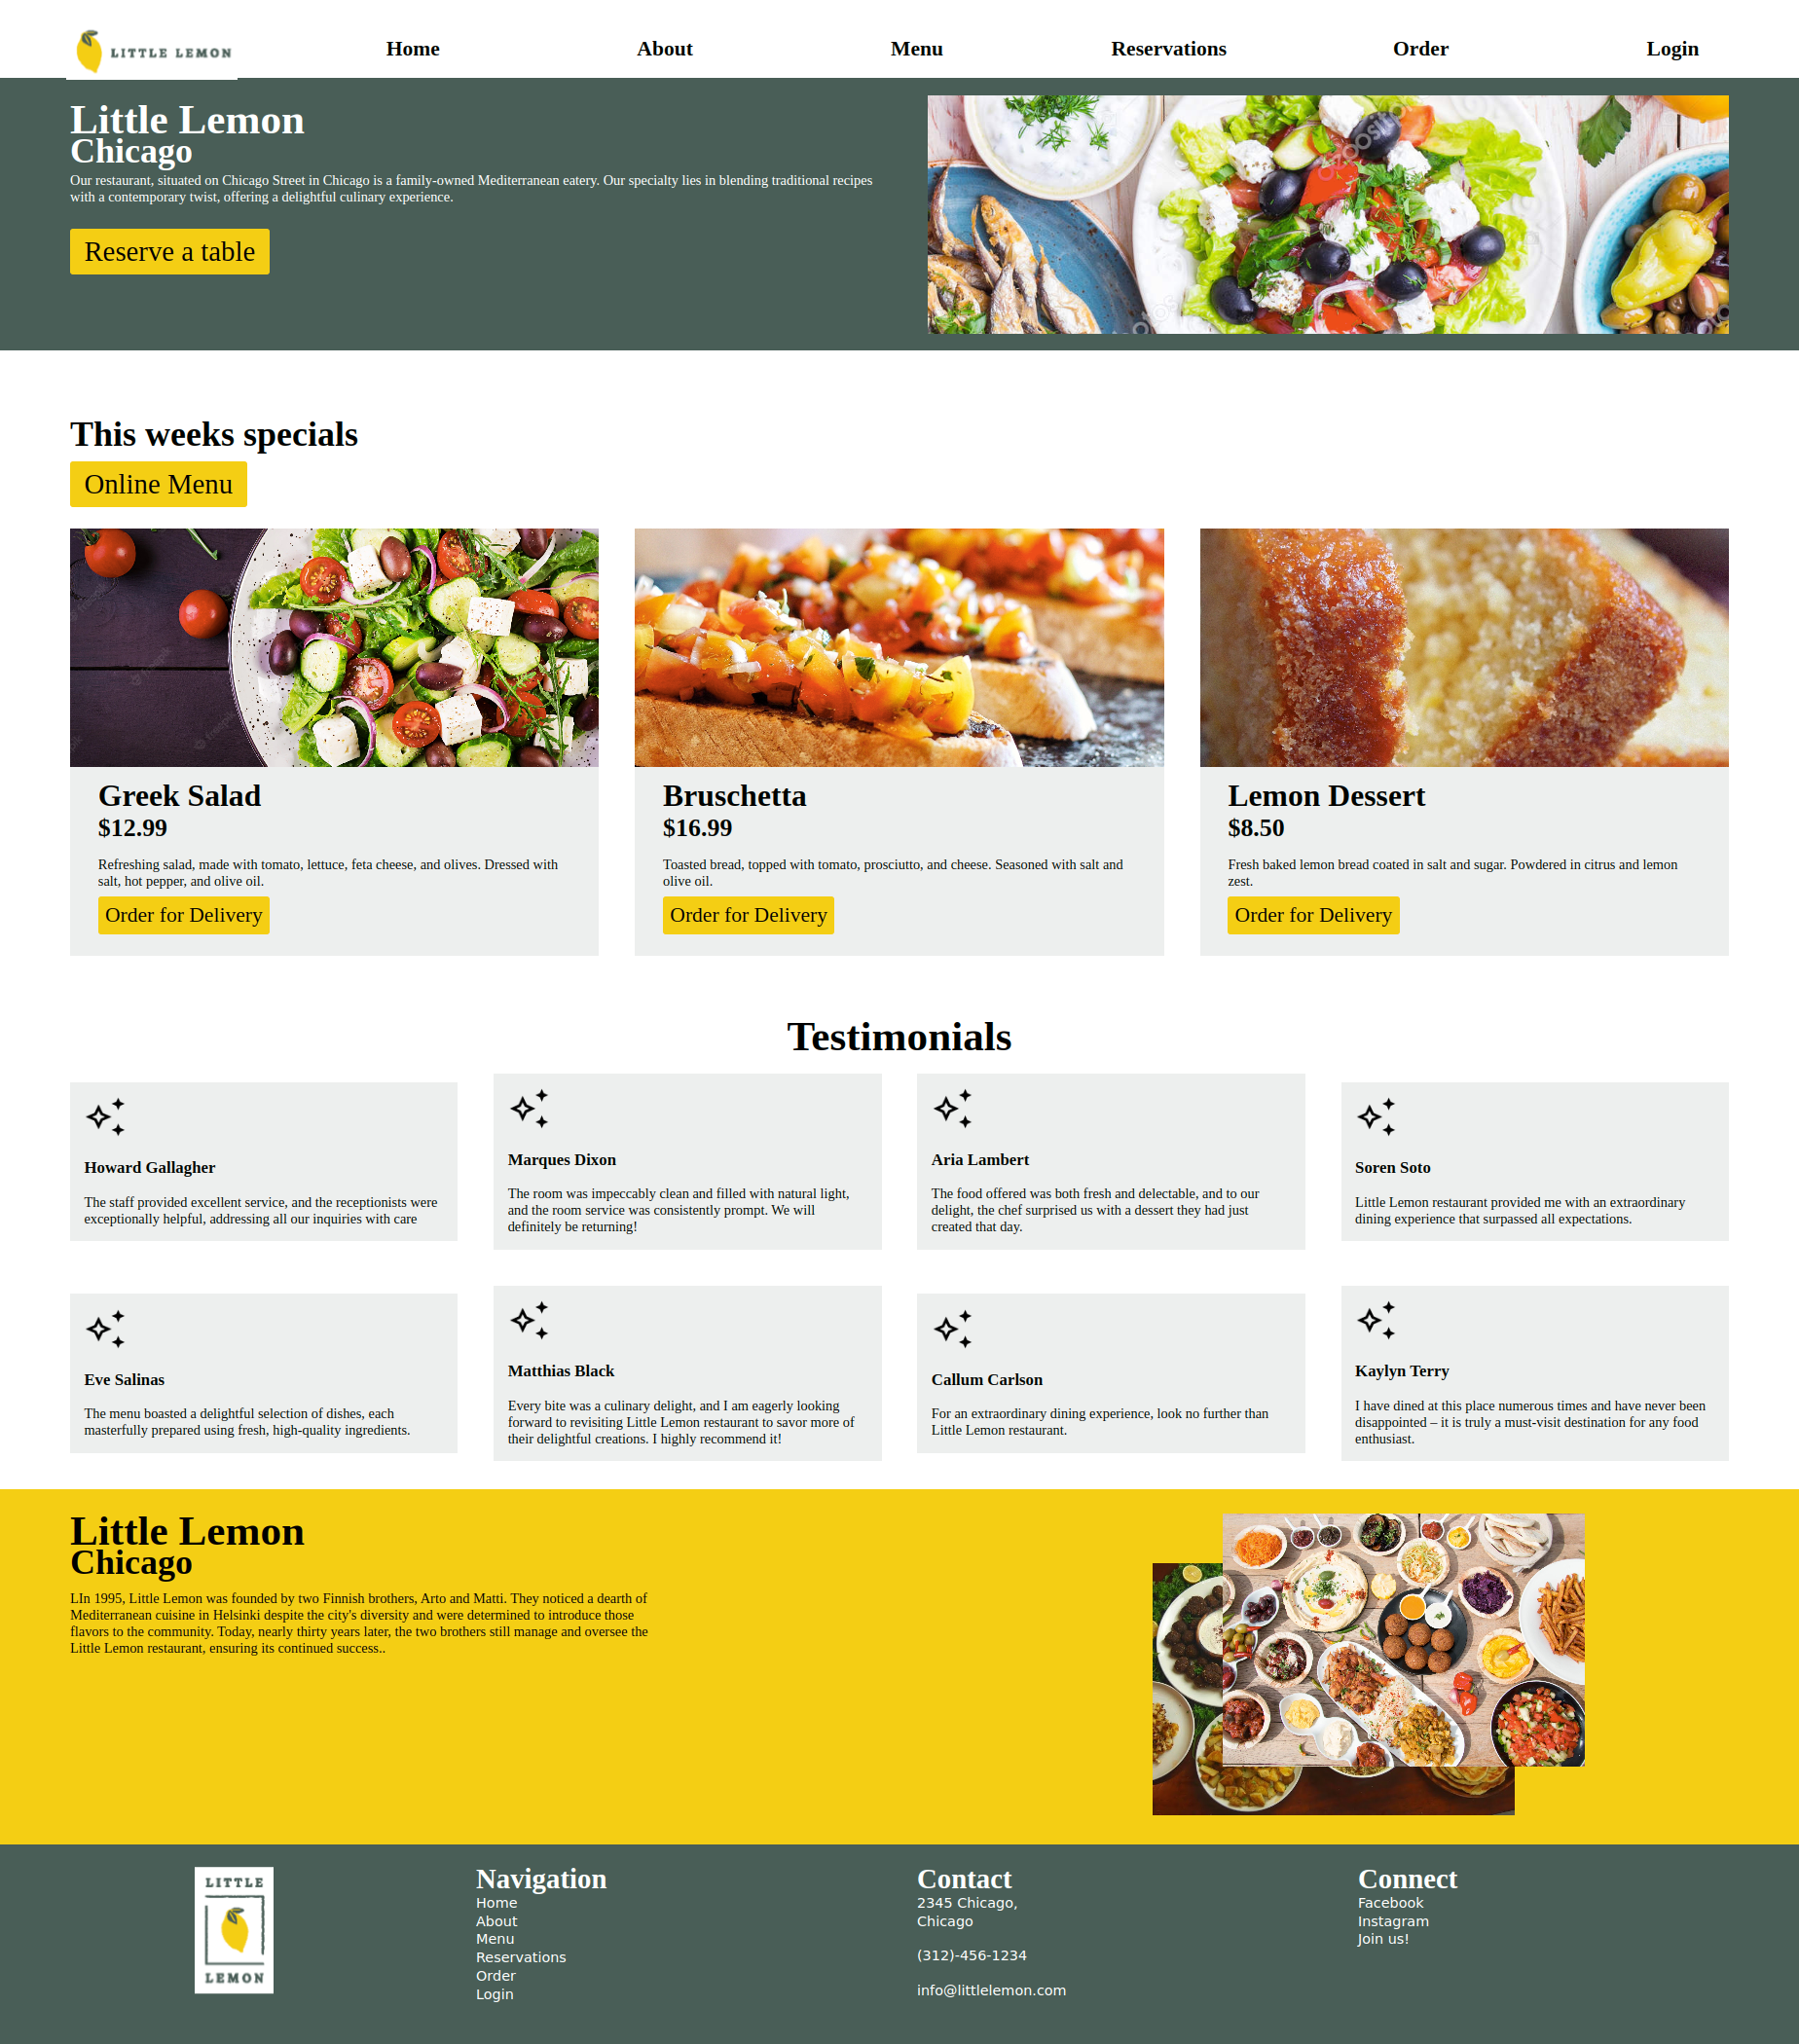 LITTLE LEMON
Home
About
Menu
Reservations
Order
Login
Little Lemon
Chicago
Our restaurant, situated on Chicago Street in Chicago is a family-owned Mediterranean eatery. Our specialty lies in blending traditional recipes
with a contemporary twist, offering a delightful culinary experience.
Reserve a table
This weeks specials
Online Menu
Greek Salad
$12.99
Refreshing salad, made with tomato, lettuce, feta cheese, and olives. Dressed with
salt, hot pepper, and olive oil.
Order for Delivery
Bruschetta
$16.99
Toasted bread, topped with tomato, prosciutto, and cheese. Seasoned with salt and
olive oil.
Order for Delivery
Lemon Dessert
$8.50
Fresh baked lemon bread coated in salt and sugar. Powdered in citrus and lemon
zest.
Order for Delivery
Testimonials
Howard Gallagher
The staff provided excellent service, and the receptionists were
exceptionally helpful, addressing all our inquiries with care
Marques Dixon
The room was impeccably clean and filled with natural light,
and the room service was consistently prompt. We will
definitely be returning!
Aria Lambert
The food offered was both fresh and delectable, and to our
delight, the chef surprised us with a dessert they had just
created that day.
Soren Soto
Little Lemon restaurant provided me with an extraordinary
dining experience that surpassed all expectations.
Eve Salinas
The menu boasted a delightful selection of dishes, each
masterfully prepared using fresh, high-quality ingredients.
Matthias Black
Every bite was a culinary delight, and I am eagerly looking
forward to revisiting Little Lemon restaurant to savor more of
their delightful creations. I highly recommend it!
Callum Carlson
For an extraordinary dining experience, look no further than
Little Lemon restaurant.
Kaylyn Terry
I have dined at this place numerous times and have never been
disappointed – it is truly a must-visit destination for any food
enthusiast.
Little Lemon
Chicago
LIn 1995, Little Lemon was founded by two Finnish brothers, Arto and Matti. They noticed a dearth of
Mediterranean cuisine in Helsinki despite the city's diversity and were determined to introduce those
flavors to the community. Today, nearly thirty years later, the two brothers still manage and oversee the
Little Lemon restaurant, ensuring its continued success..
LITTLE
LEMON
Navigation
Home
About
Menu
Reservations
Order
Login
Contact
2345 Chicago,
Chicago
(312)-456-1234
info@littlelemon.com
Connect
Facebook
Instagram
Join us!